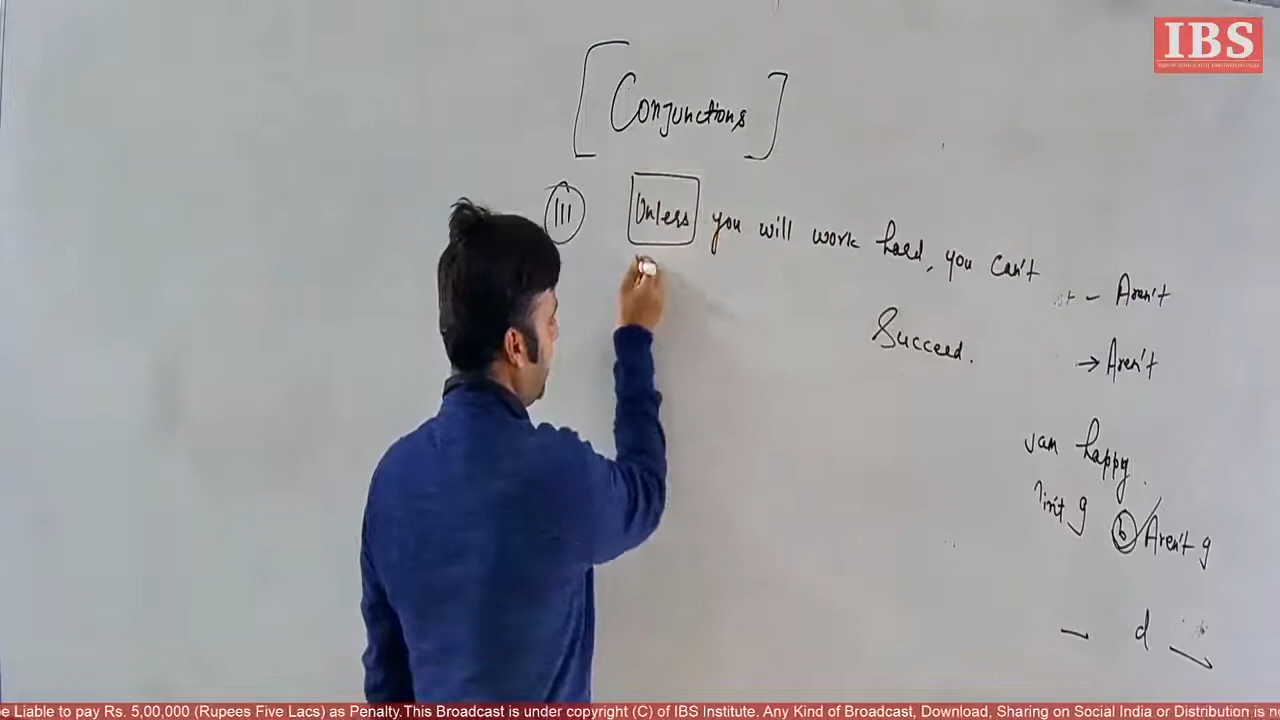 IBS
[Conjunctions]
III Unless you will work hard, you can't
Succeed.
- Aren't
→ Aren't
happy.
b Aren't
d
be Liable to pay Rs. 5,00,000 (Rupees Five Lacs) as Penalty.This Broadcast is under copyright (C) of IBS Institute. Any Kind of Broadcast, Download, Sharing on Social India or Distribution is